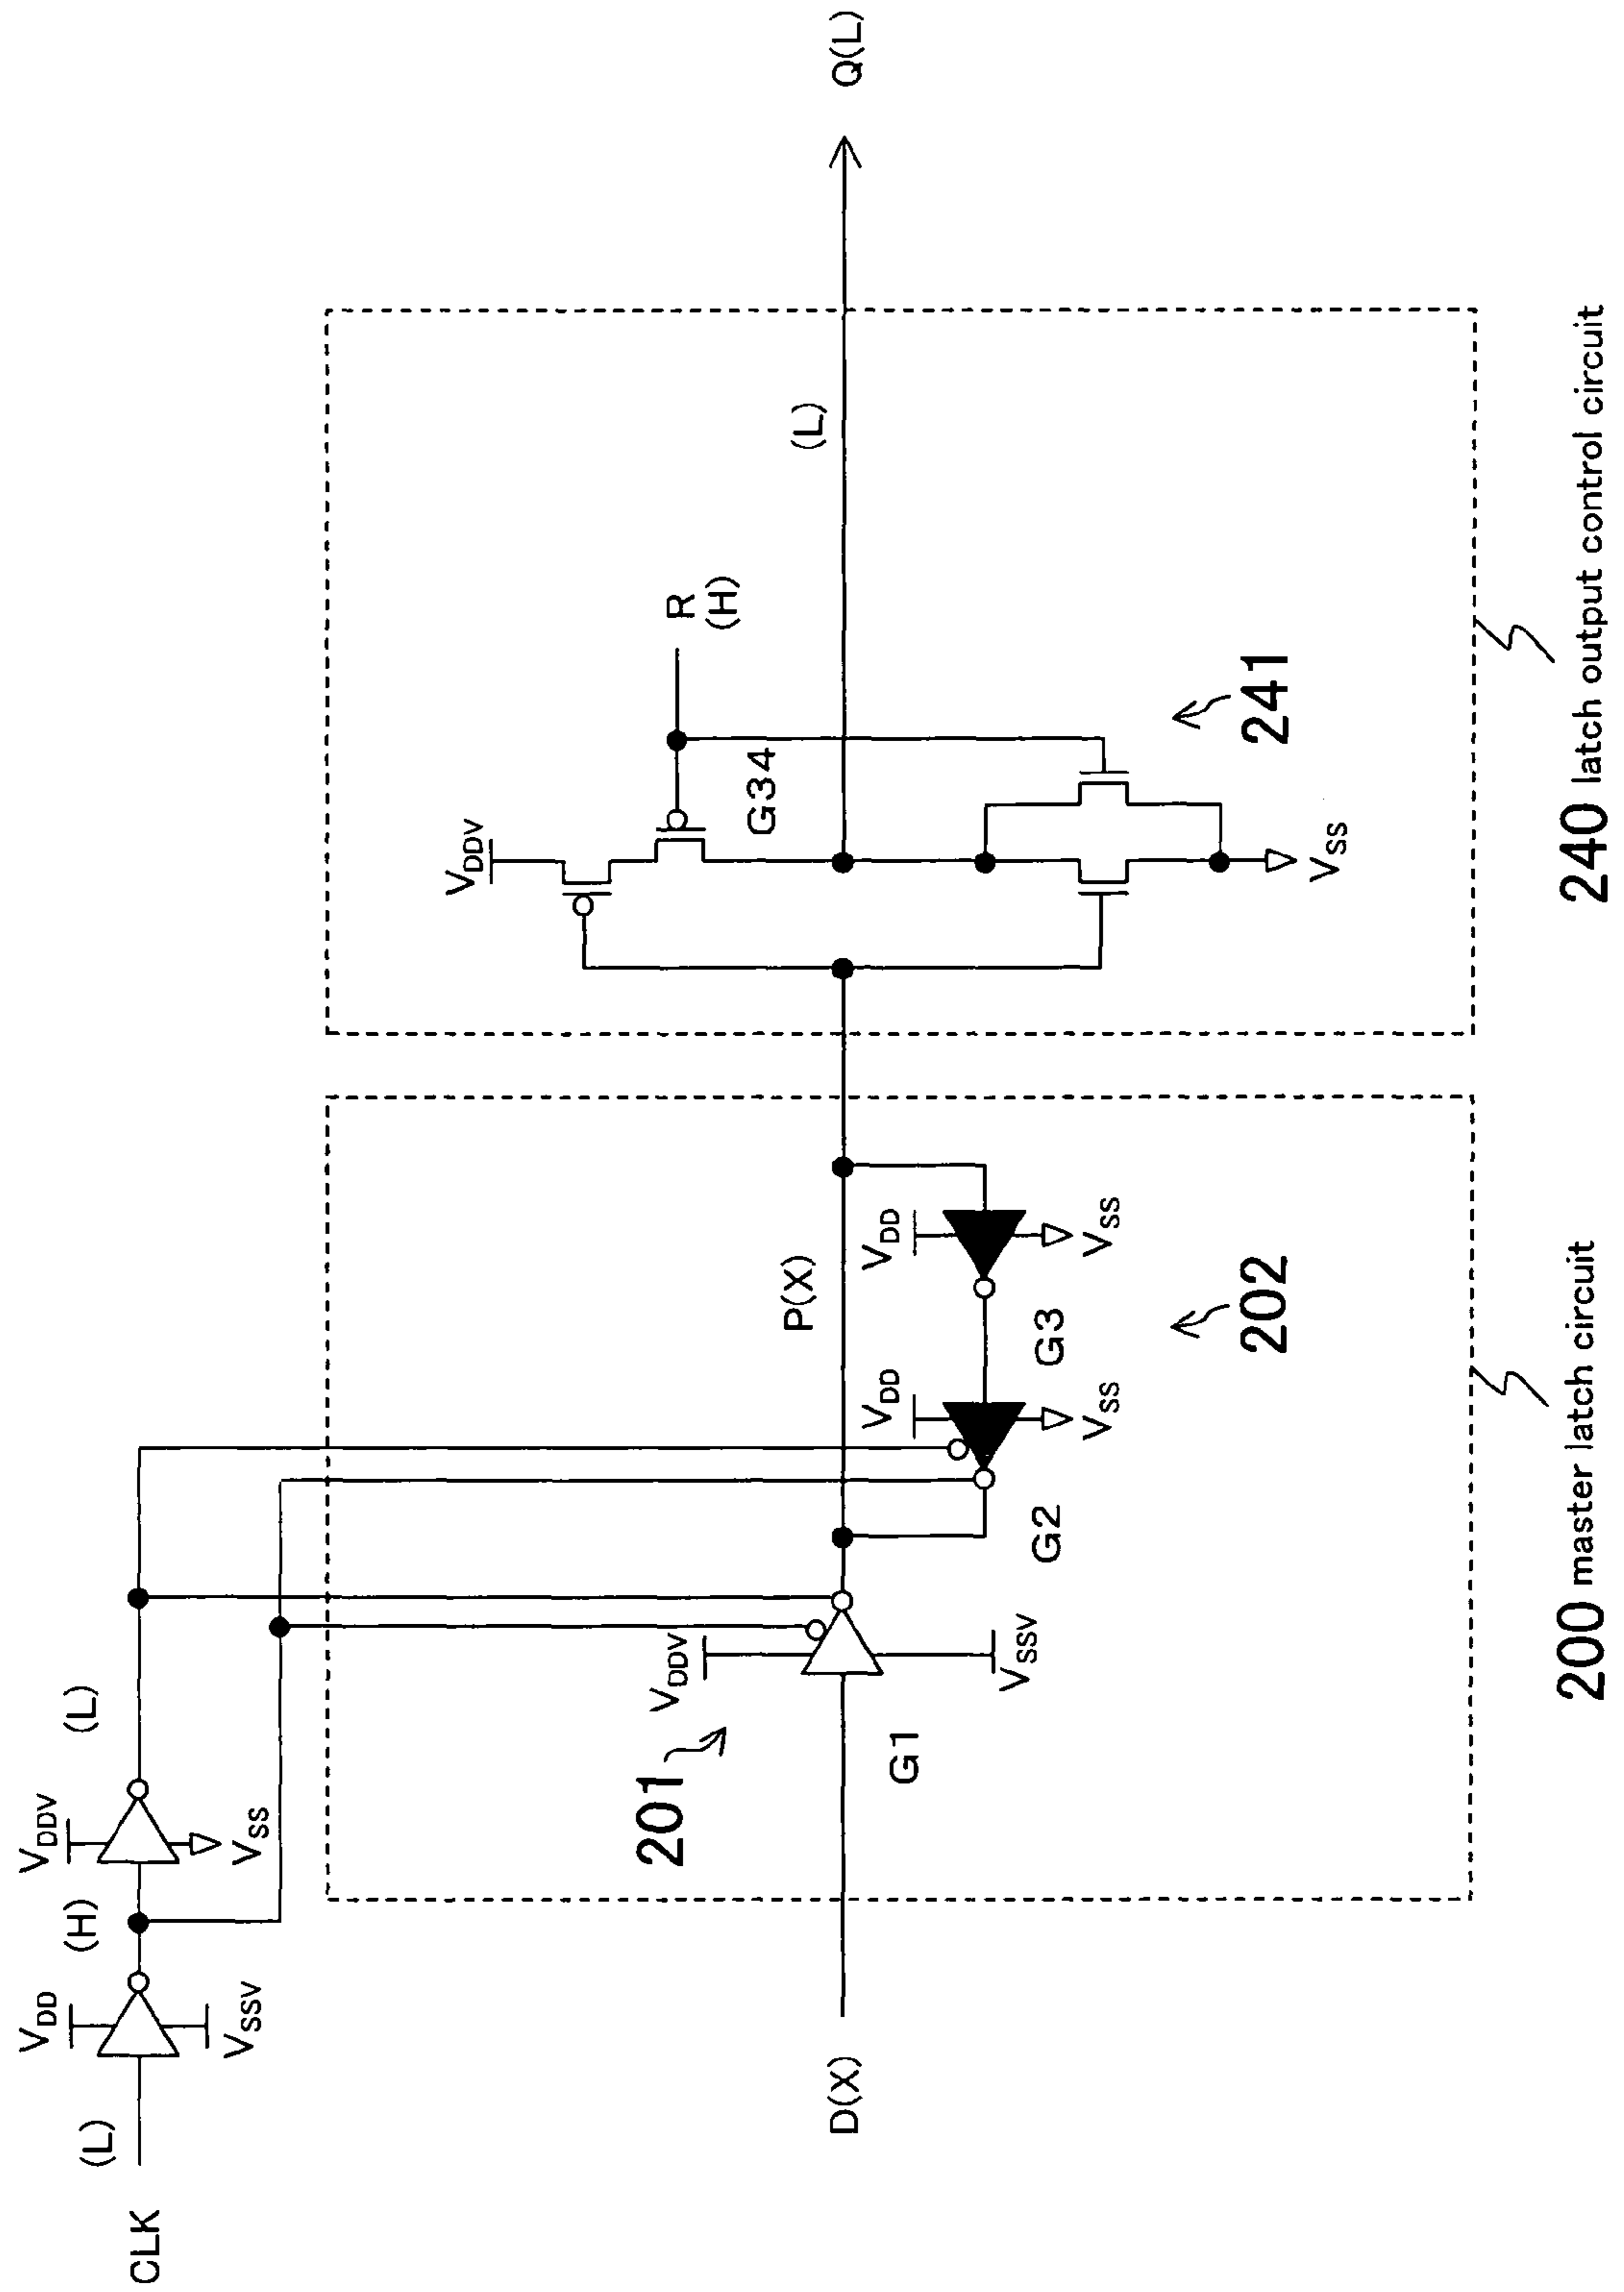 CLK
(L)
V_DD
V_SSV
(H)
V_DDV
V_SS
(L)
D(X)
201
V_DDV
V_SSV
G1
P(X)
V_DD
V_SS
G2
V_DD
V_SS
G3
202
200 master latch circuit
V_DDV
G34
R
(H)
V_SS
241
(L)
Q(L)
240 latch output control circuit